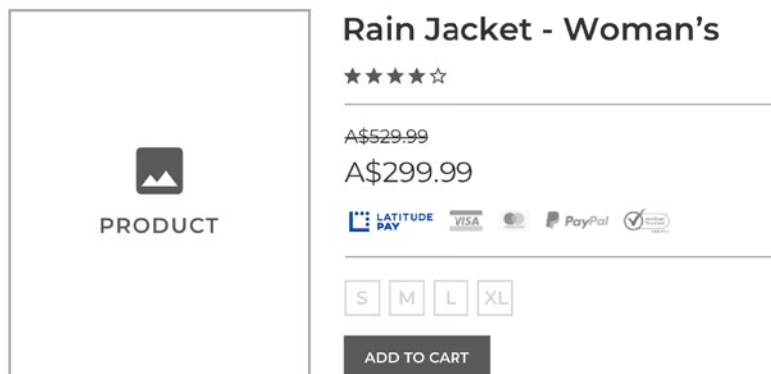 Rain Jacket - Woman’s
A$529.99
A$299.99
PRODUCT
LATITUDE
PAY
VISA
PayPal
S M L XL
ADD TO CART